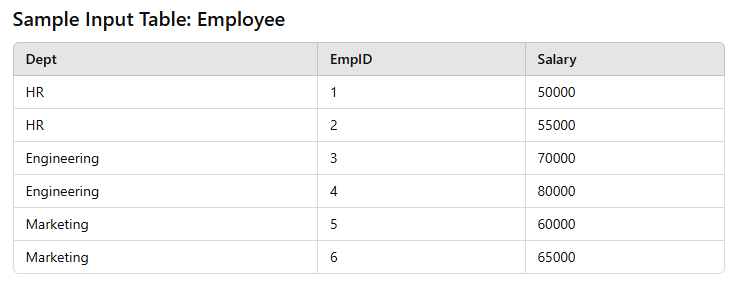 Sample Input Table: Employee
Dept EmpID Salary
HR 1 50000
HR 2 55000
Engineering 3 70000
Engineering 4 80000
Marketing 5 60000
Marketing 6 65000